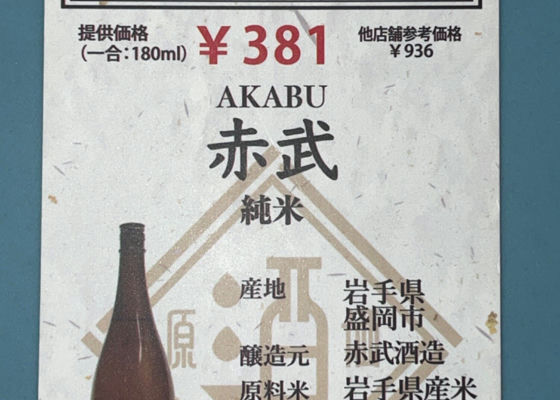 提供価格
(一合:180ml)
¥381
他店舗参考価格
¥936
AKABU
赤武
純米
産地
岩手県
盛岡市
醸造元
赤武酒造
原料米
岩手県産米
原
酒